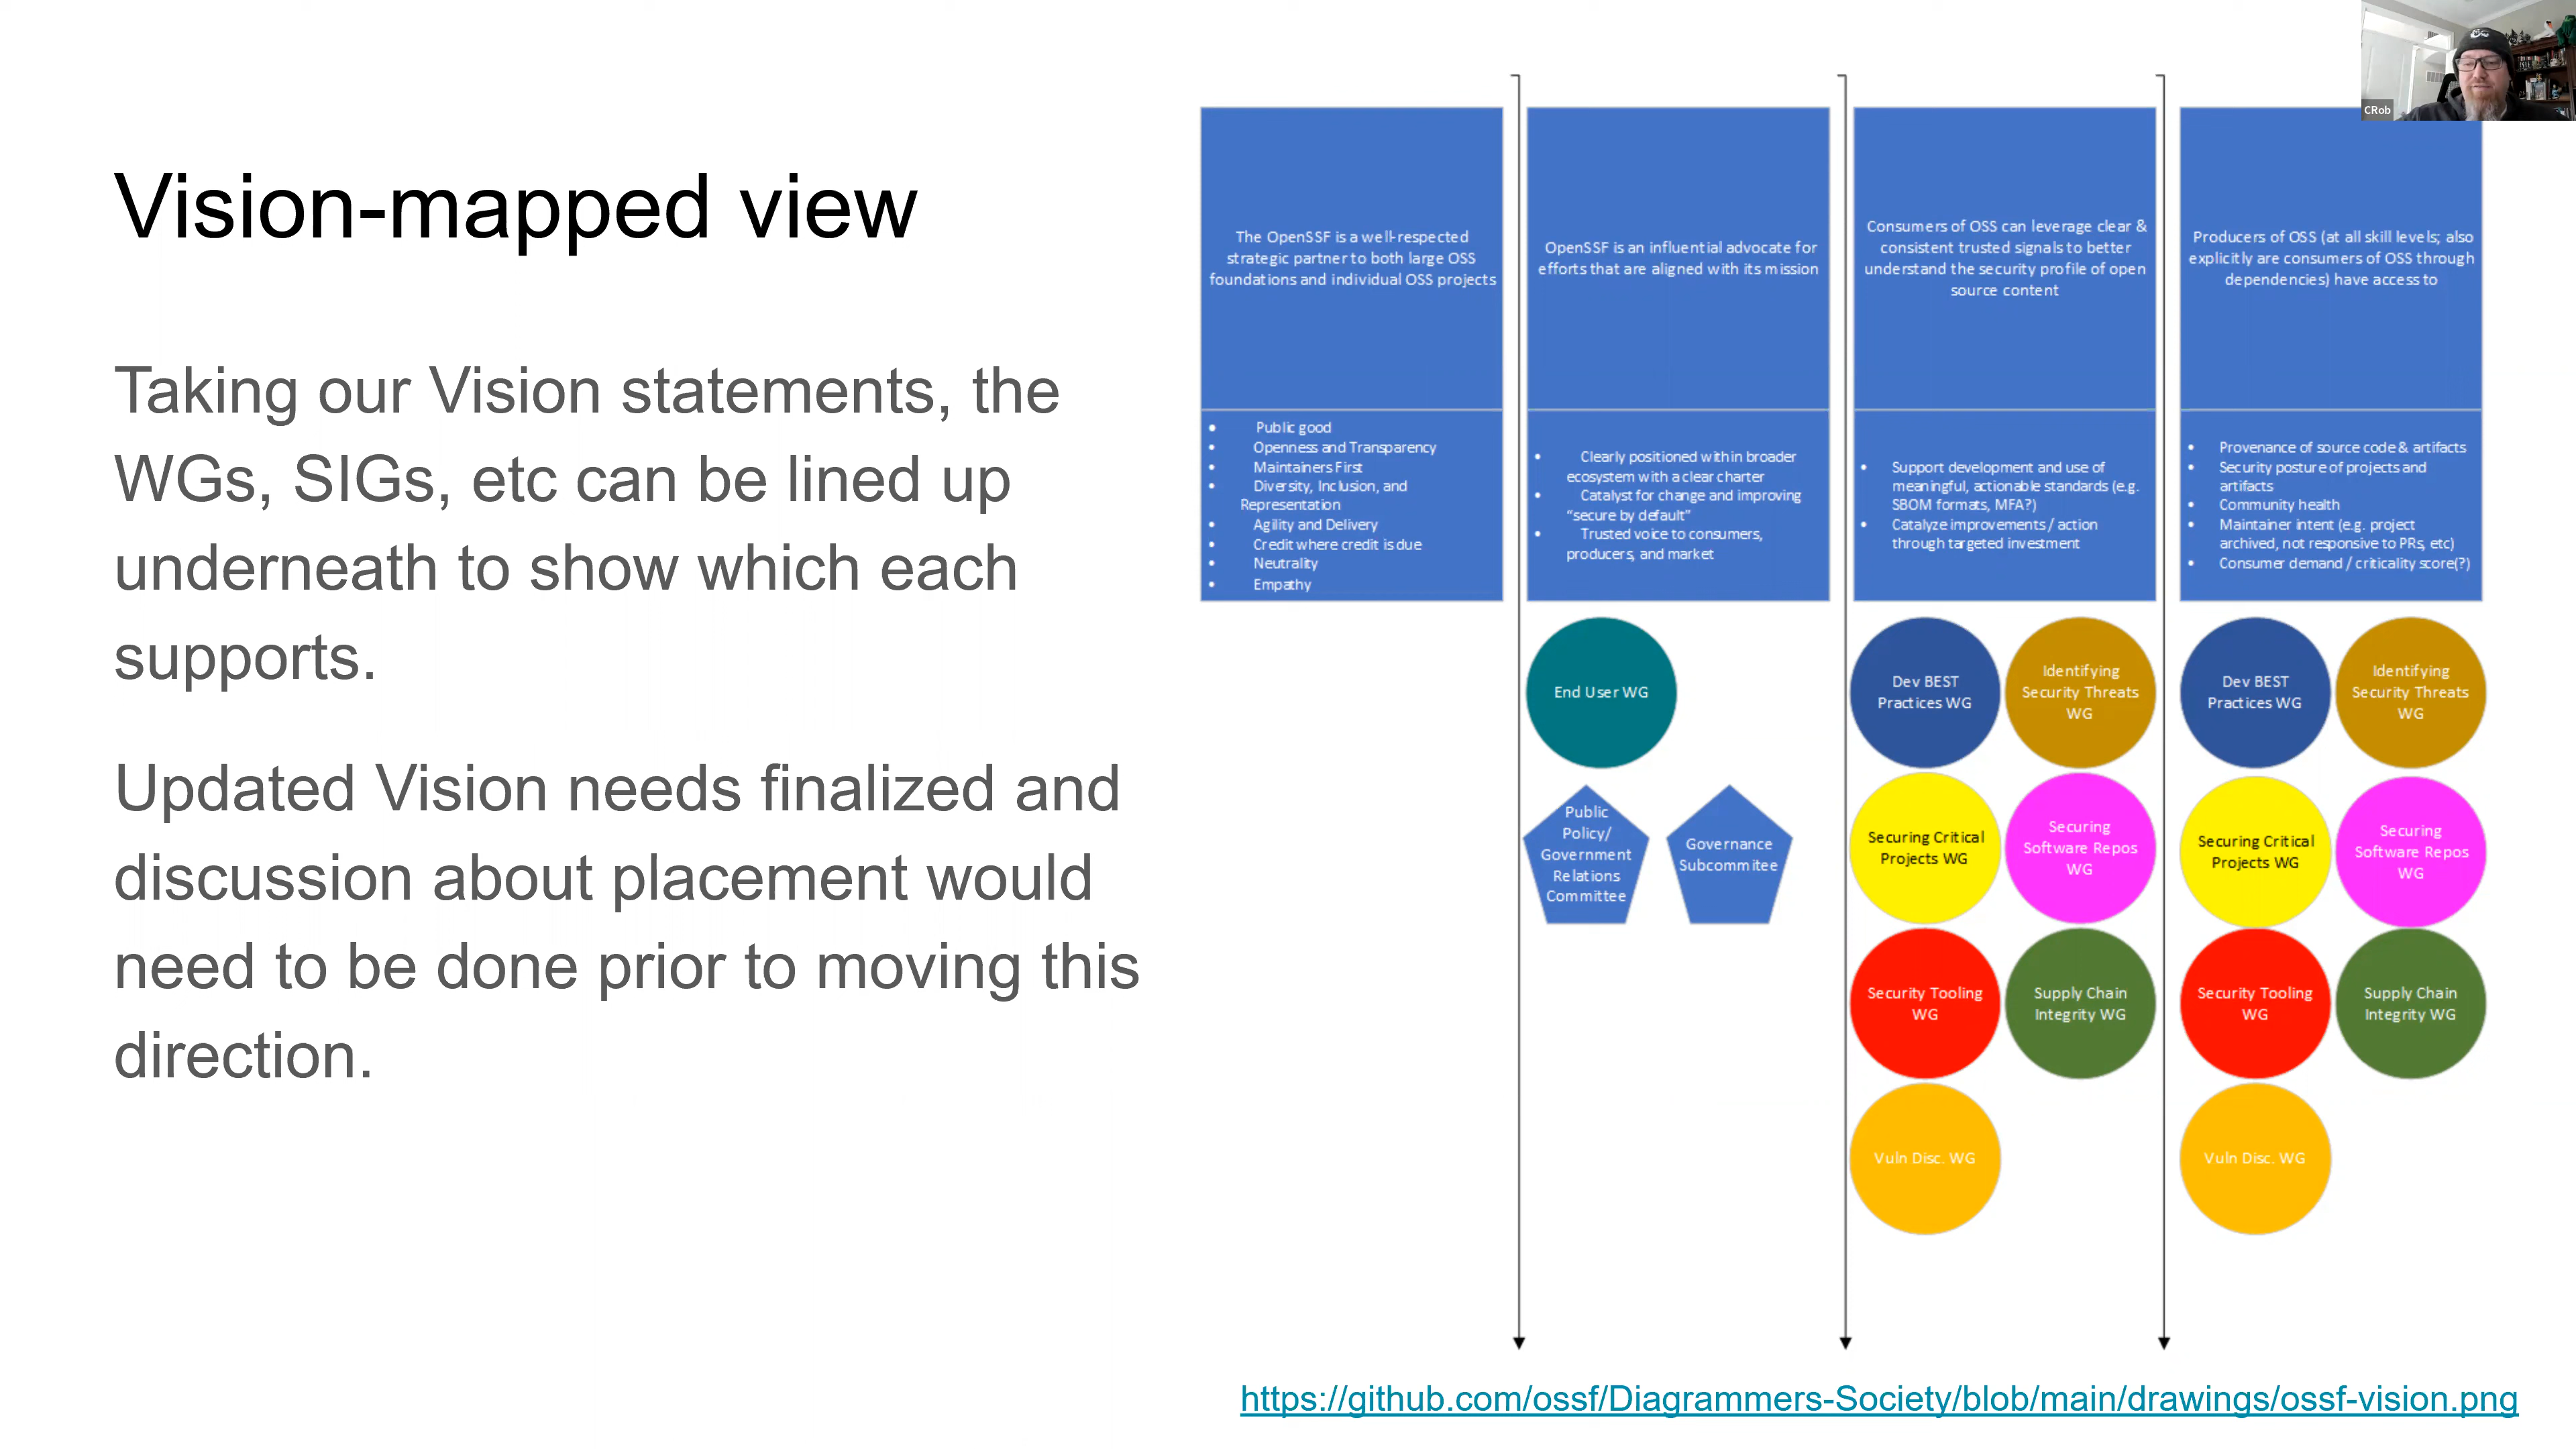 CRob
Vision-mapped view
Taking our Vision statements, the
WGs, SIGs, etc can be lined up
underneath to show which each
supports.
Updated Vision needs finalized and
discussion about placement would
need to be done prior to moving this
direction.
The OpenSSF is a well-respected
strategic partner to both large OSS
foundations and individual OSS projects
• Public good
• Openness and Transparency
• Maintainers First
• Diversity, Inclusion, and
Representation
• Agility and Delivery
• Credit where credit is due
• Neutrality
• Empathy
OpenSSF is an influential advocate for
efforts that are aligned with its mission
• Clearly positioned within broader
ecosystem with a clear charter
• Catalyst for change and improving
“secure by default”
• Trusted voice to consumers,
producers, and market
End User WG
Public
Policy/
Government
Relations
Committee
Governance
Subcommitee
Consumers of OSS can leverage clear &
consistent trusted signals to better
understand the security profile of open
source content
• Support development and use of
meaningful, actionable standards (e.g.
SBOM formats, MFA?)
• Catalyze improvements / action
through targeted investment
Dev BEST
Practices WG
Identifying
Security Threats
WG
Securing Critical
Projects WG
Securing
Software Repos
WG
Security Tooling
WG
Supply Chain
Integrity WG
Vuln Disc. WG
Producers of OSS (at all skill levels; also
explicitly are consumers of OSS through
dependencies) have access to
• Provenance of source code & artifacts
• Security posture of projects and
artifacts
• Community health
• Maintainer intent (e.g. project
archived, not responsive to PRs, etc)
• Consumer demand / criticality score(?)
Dev BEST
Practices WG
Identifying
Security Threats
WG
Securing Critical
Projects WG
Securing
Software Repos
WG
Security Tooling
WG
Supply Chain
Integrity WG
Vuln Disc. WG
https://github.com/ossf/Diagrammers-Society/blob/main/drawings/ossf-vision.png